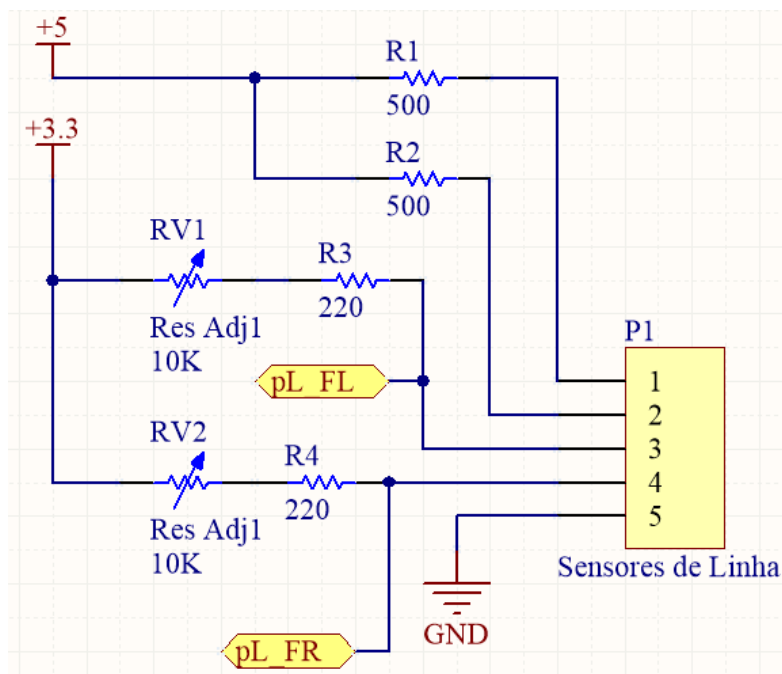 +5
R1
500
+3.3
R2
500
RV1
R3
220
Res Adj1
10K
P1
pL_FL
1
2
3
4
5
RV2
R4
220
Res Adj1
10K
Sensores de Linha
GND
pL_FR